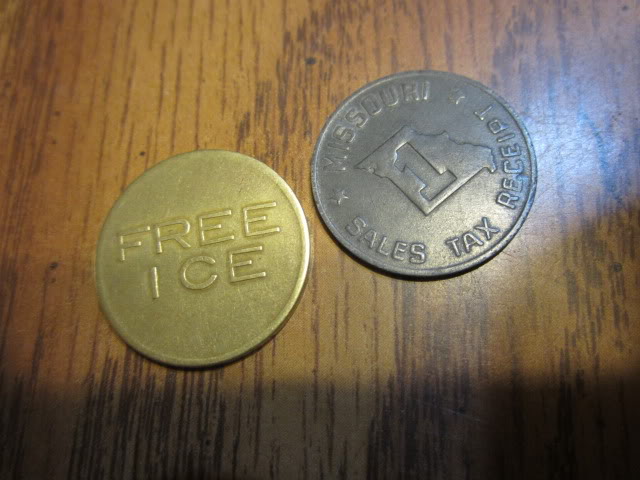 FREE
ICE
MISSOURI
1
SALES TAX RECEIPT